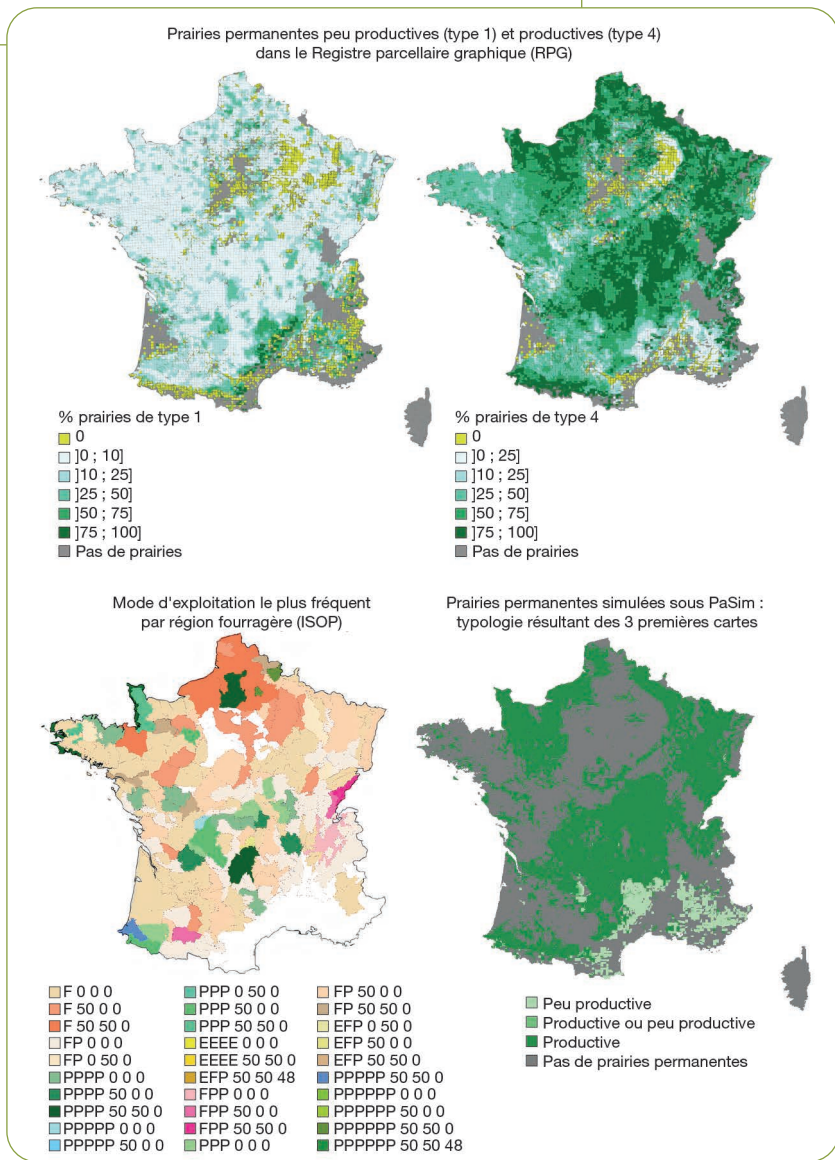 Prairies permanentes peu productives (type 1) et productives (type 4)
dans le Registre parcellaire graphique (RPG)
% prairies de type 1
0
]0 ; 10]
]10 ; 25]
]25 ; 50]
]50 ; 75]
]75 ; 100]
Pas de prairies
% prairies de type 4
0
]0 ; 25]
]10 ; 25]
]25 ; 50]
]50 ; 75]
]75 ; 100]
Pas de prairies
Mode d'exploitation le plus fréquent
par région fourragère (ISOP)
F 0 0 0
F 50 0 0
F 50 50 0
FP 0 0 0
FP 0 50 0
PPPP 0 0 0
PPPP 50 0 0
PPPP 50 50 0
PPPPP 0 0 0
PPPPP 50 0 0
PPP 0 50 0
PPP 50 0 0
PPP 50 50 0
EEEE 0 0 0
EEEE 50 50 0
EFP 50 50 48
FPP 0 0 0
FPP 50 0 0
FPP 50 50 0
PPP 0 0 0
FP 50 0 0
FP 50 50 0
EFP 0 50 0
EFP 50 0 0
EFP 50 50 0
PPPPP 50 50 0
PPPPPP 0 0 0
PPPPPP 50 0 0
PPPPPP 50 50 0
PPPPPP 50 50 48
Prairies permanentes simulées sous PaSim :
typologie résultant des 3 premières cartes
Peu productive
Productive ou peu productive
Productive
Pas de prairies permanentes